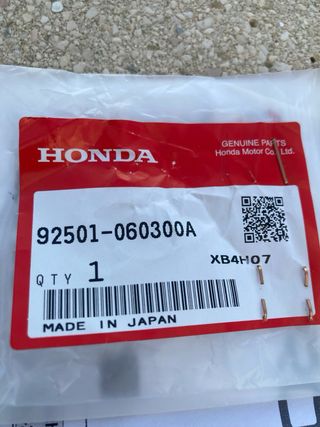 GENUINE PARTS
Honda Motor Co., Ltd.
HONDA
92501-060300A
XB4H07
QTY 1
MADE IN JAPAN